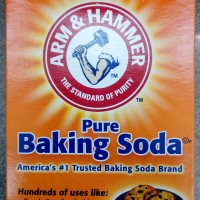 ARM & HAMMER
THE STANDARD OF PURITY
Pure
Baking Soda
America's #1 Trusted Baking Soda Brand
Hundreds of uses like: